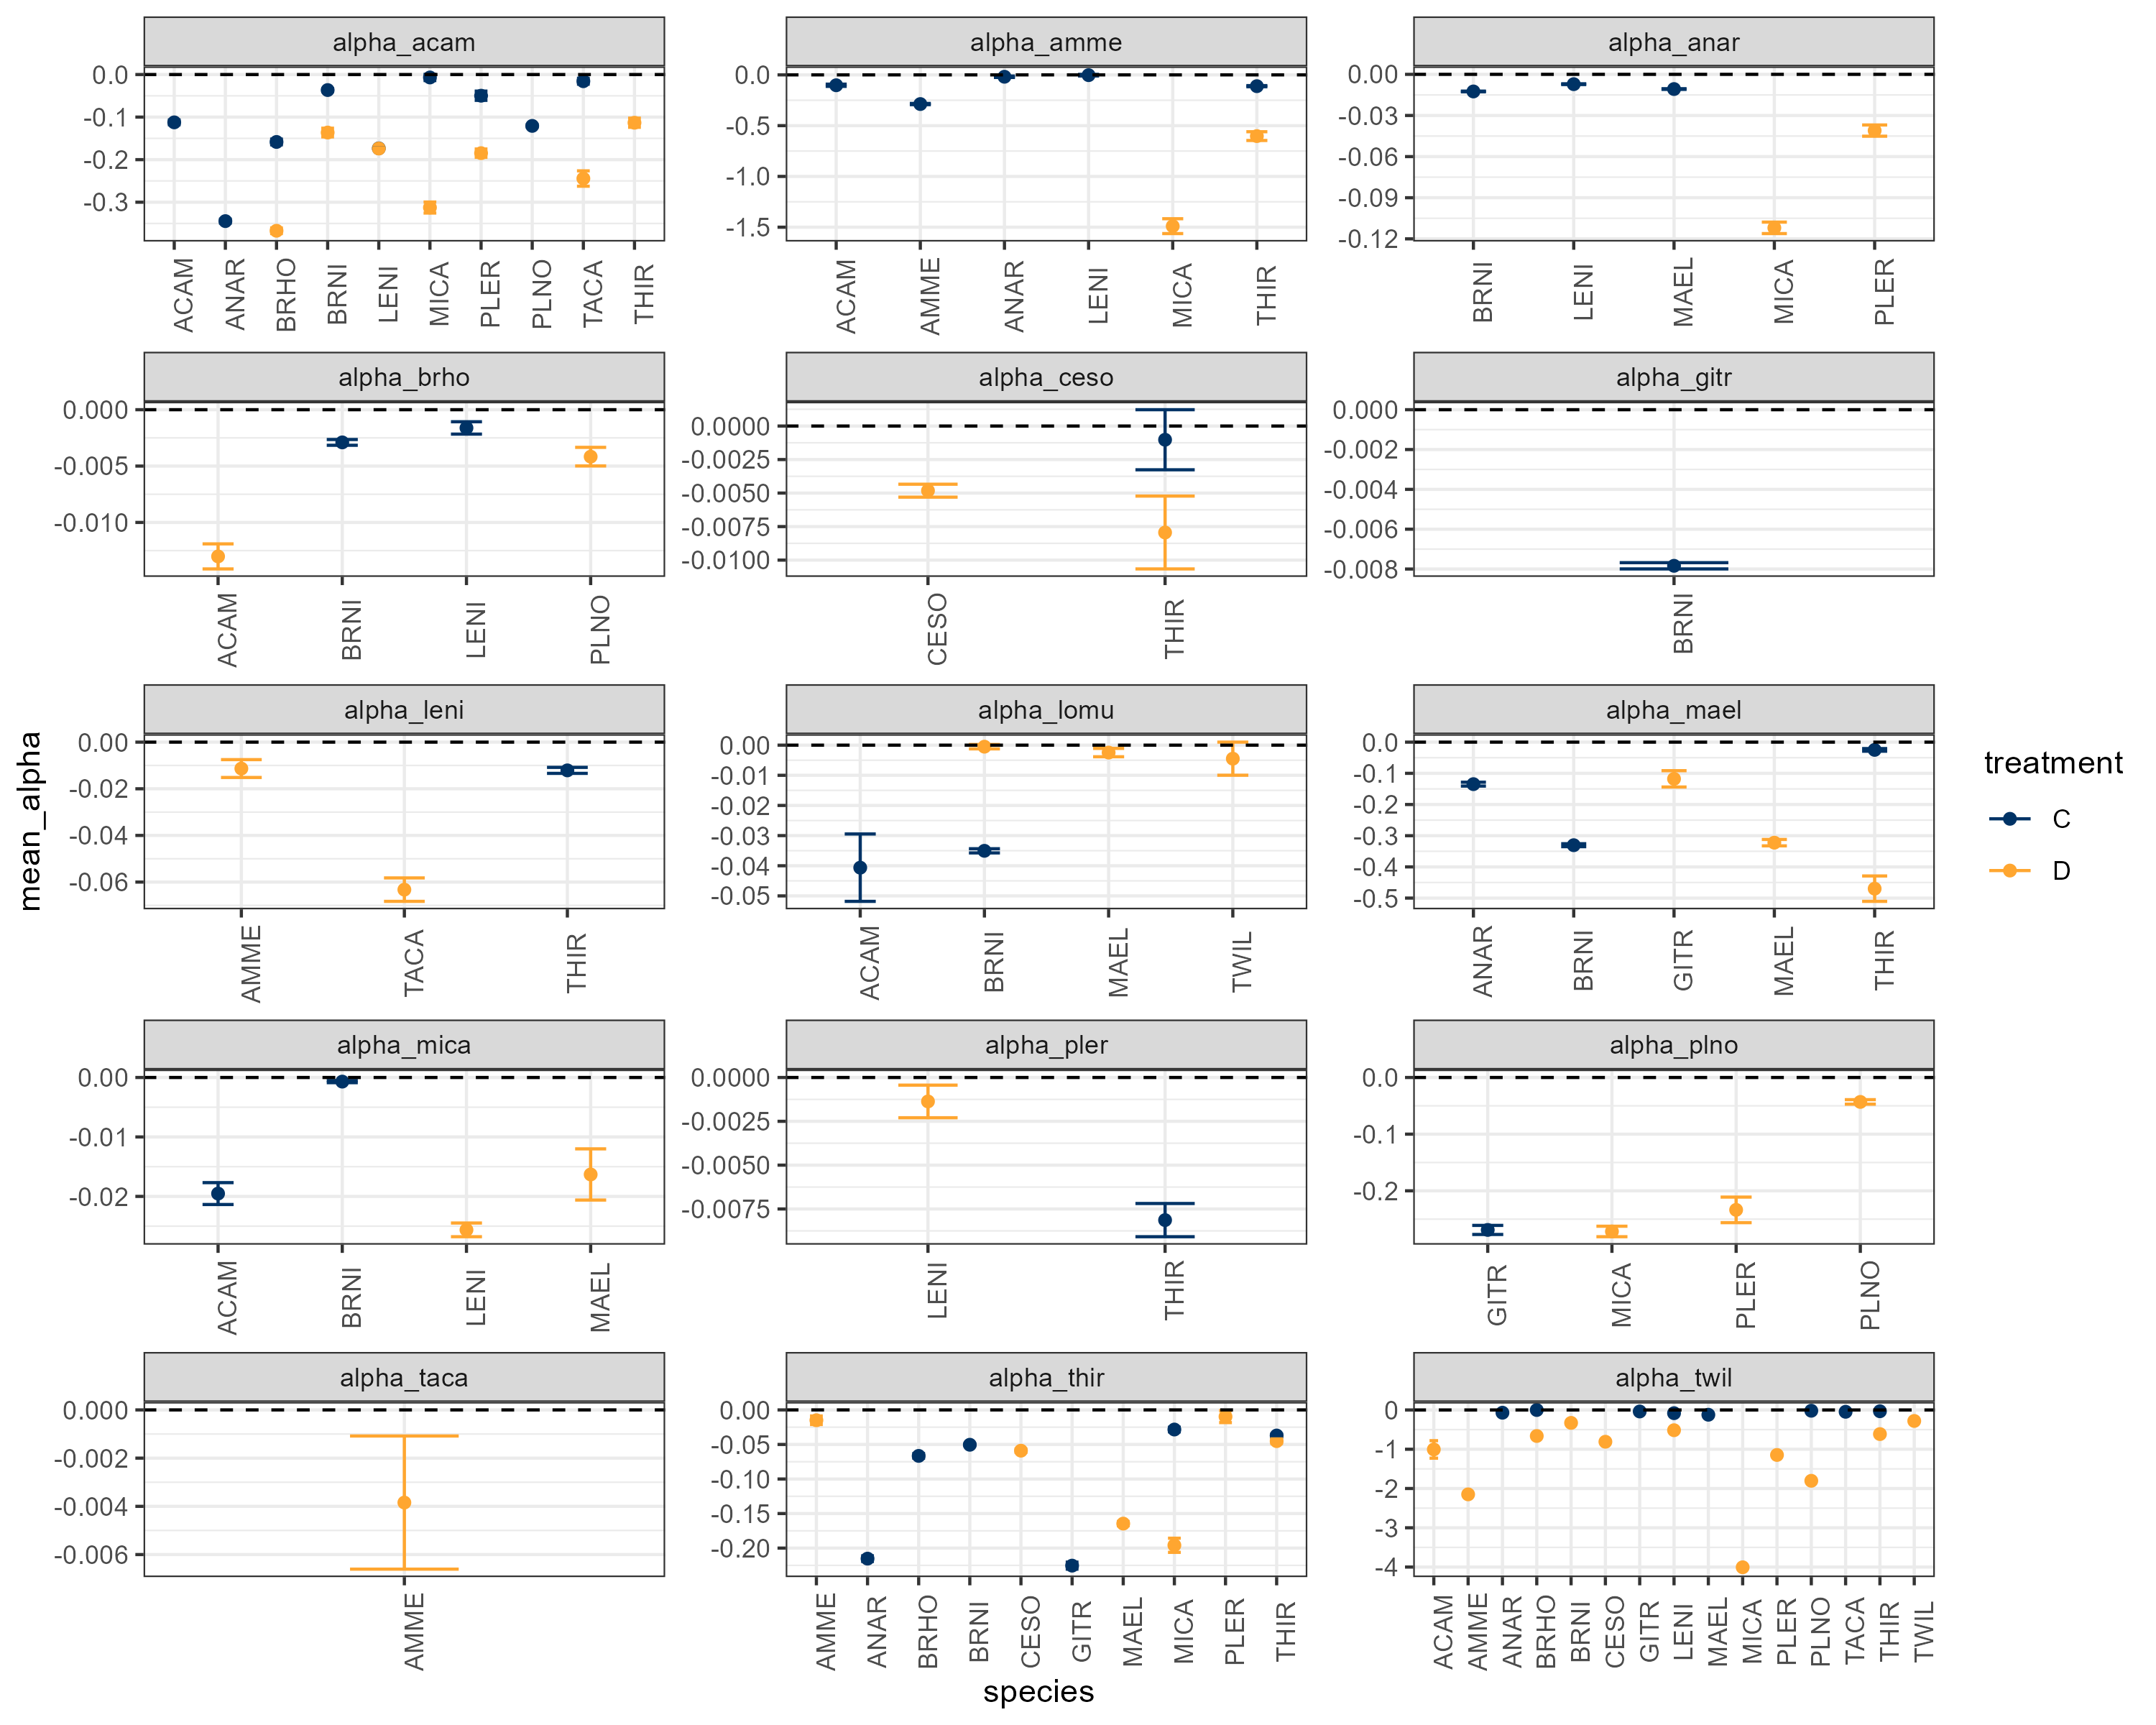 alpha_acam
alpha_amme
alpha_anar
0.0
-0.1
-0.2
-0.3
ACAM
ANAR
BRHO
BRNI
LENI
MICA
PLER
PLNO
TACA
THIR
0.0
-0.5
-1.0
-1.5
ACAM
AMME
ANAR
LENI
MICA
THIR
0.00
-0.03
-0.06
-0.09
-0.12
BRNI
LENI
MAEL
MICA
PLER
alpha_brho
alpha_ceso
alpha_gitr
0.000
-0.005
-0.010
ACAM
BRNI
LENI
PLNO
0.0000
-0.0025
-0.0050
-0.0075
-0.0100
CESO
THIR
0.000
-0.002
-0.004
-0.006
-0.008
BRNI
alpha_leni
alpha_lomu
alpha_mael
0.00
-0.02
-0.04
-0.06
AMME
TACA
THIR
0.00
-0.01
-0.02
-0.03
-0.04
-0.05
ACAM
BRNI
MAEL
TWIL
0.0
-0.1
-0.2
-0.3
-0.4
-0.5
ANAR
BRNI
GITR
MAEL
THIR
alpha_mica
alpha_pler
alpha_plno
0.00
-0.01
-0.02
ACAM
BRNI
LENI
MAEL
0.0000
-0.0025
-0.0050
-0.0075
LENI
THIR
0.0
-0.1
-0.2
GITR
MICA
PLER
PLNO
alpha_taca
alpha_thir
alpha_twil
0.000
-0.002
-0.004
-0.006
AMME
0.00
-0.05
-0.10
-0.15
-0.20
AMME
ANAR
BRHO
BRNI
CESO
GITR
MAEL
MICA
PLER
THIR
0
-1
-2
-3
-4
ACAM
AMME
ANAR
BRHO
BRNI
CESO
GITR
LENI
MAEL
MICA
PLER
PLNO
TACA
THIR
TWIL
mean_alpha
species
treatment
C
D